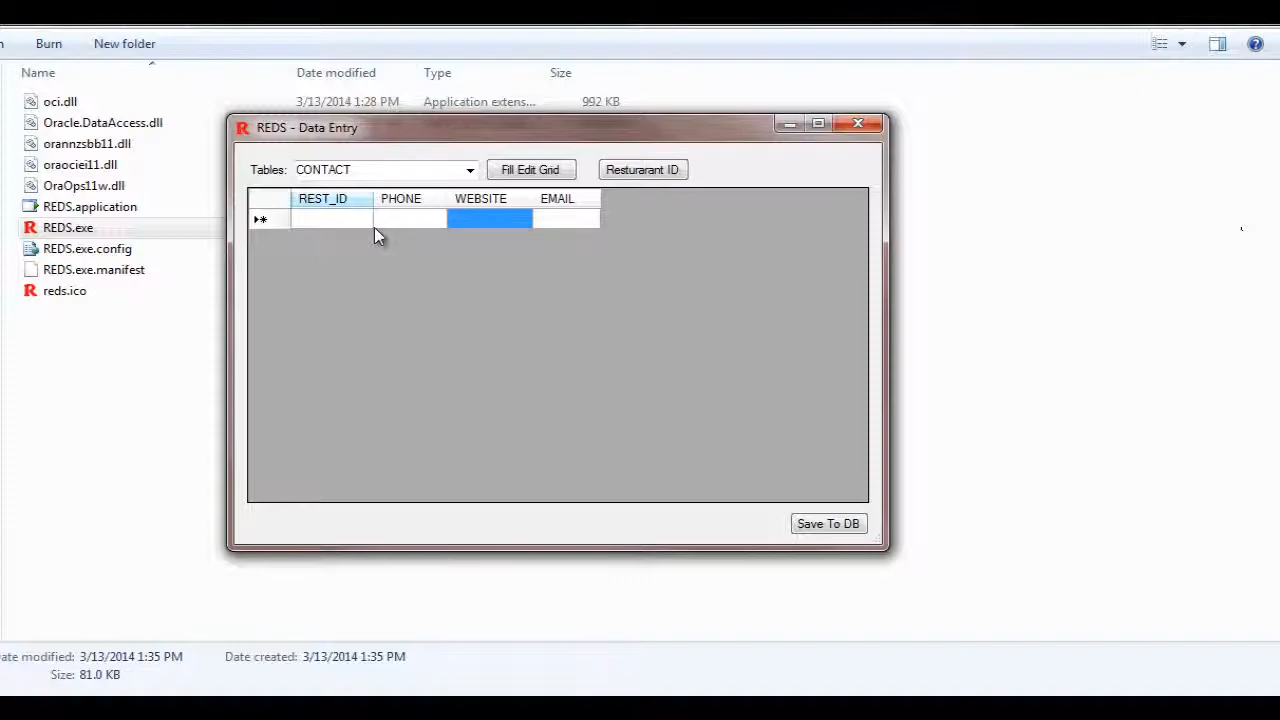 Burn New folder
Name Date modified Type Size
oci.dll 3/13/2014 1:28 PM Application extens... 992 KB
Oracle.DataAccess.dll
orannzsbb11.dll
oraociei11.dll
OraOps11w.dll
REDS.application
REDS.exe
REDS.exe.config
REDS.exe.manifest
reds.ico
R REDS - Data Entry
Tables: CONTACT Fill Edit Grid Resturarant ID
REST_ID PHONE WEBSITE EMAIL
Save To DB
ate modified: 3/13/2014 1:35 PM Date created: 3/13/2014 1:35 PM
Size: 81.0 KB